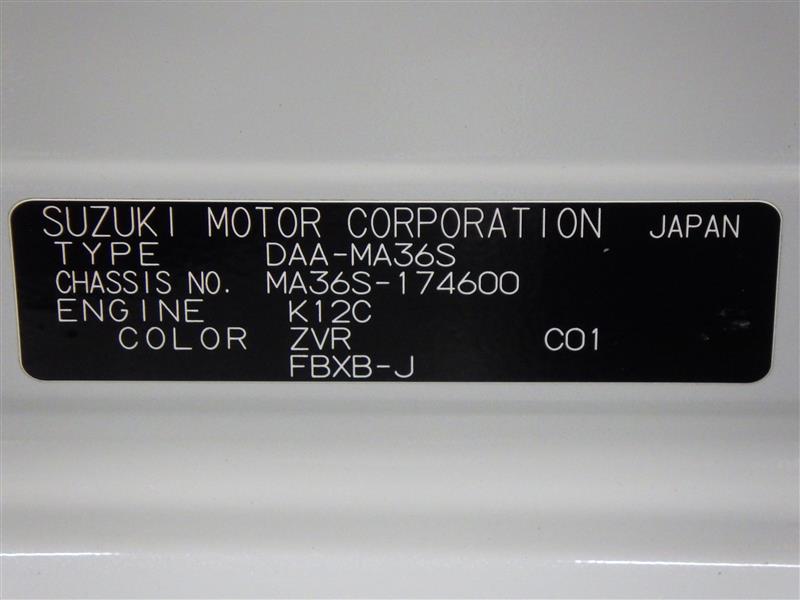 SUZUKI MOTOR CORPORATION JAPAN
TYPE DAA-MA36S
CHASSIS NO. MA36S-174600
ENGINE K12C
COLOR ZVR C01
FBXB-J